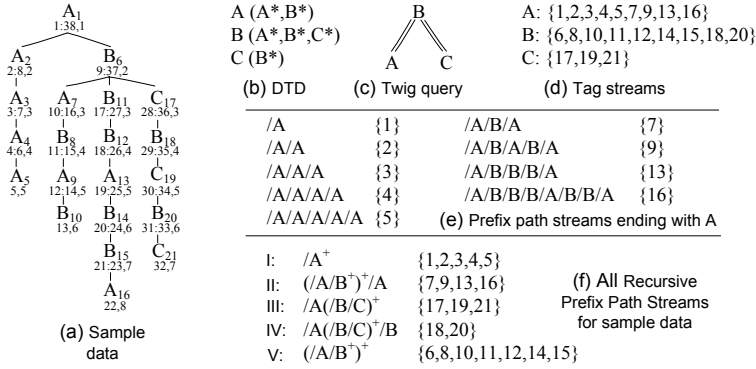 A₁
1:38,1
A₂ B₆
2:8,2 9:37,2
A₃ A₇ B₁₁ C₁₇
3:7,3 10:16,3 17:27,3 28:36,3
A₄ B₈ B₁₂ B₁₈
4:6,4 11:15,4 18:26,4 29:35,4
A₅ A₉ A₁₃ C₁₉
5,5 12:14,5 19:25,5 30:34,5
B₁₀ B₁₄ B₂₀
13,6 20:24,6 31:33,6
B₁₅ C₂₁
21:23,7 32,7
A₁₆
22,8
(a) Sample
data
A (A*,B*)
B (A*,B*,C*)
C (B*)
(b) DTD
B
A C
(c) Twig query
A: {1,2,3,4,5,7,9,13,16}
B: {6,8,10,11,12,14,15,18,20}
C: {17,19,21}
(d) Tag streams
/A {1} /A/B/A {7}
/A/A {2} /A/B/A/B/A {9}
/A/A/A {3} /A/B/B/B/A {13}
/A/A/A/A {4} /A/B/B/B/A/B/B/A {16}
/A/A/A/A/A {5} (e) Prefix path streams ending with A
I: /A⁺ {1,2,3,4,5}
II: (/A/B⁺)⁺/A {7,9,13,16}
III: /A(/B/C)⁺ {17,19,21}
IV: /A(/B/C)⁺/B {18,20}
V: (/A/B⁺)⁺ {6,8,10,11,12,14,15}
(f) All Recursive
Prefix Path Streams
for sample data